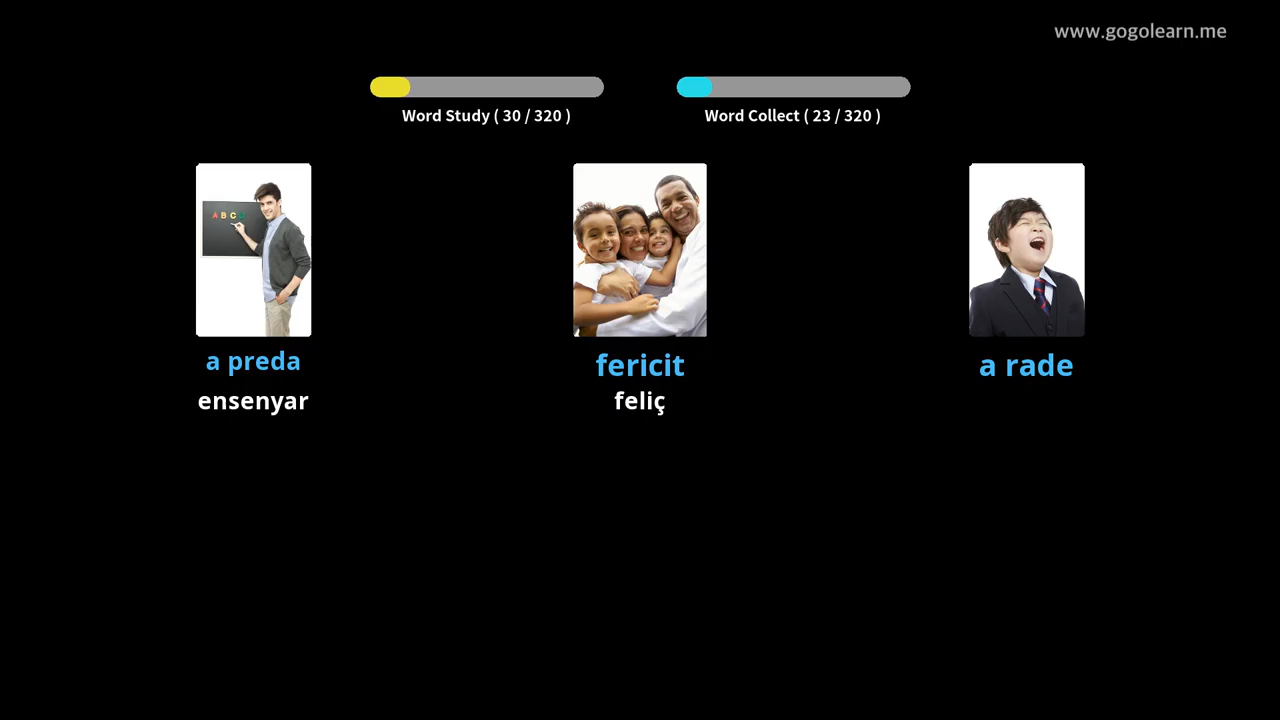 www.gogolearn.me
Word Study ( 30 / 320 )
Word Collect ( 23 / 320 )
A B C D
a preda
ensenyar
fericit
feliç
a rade